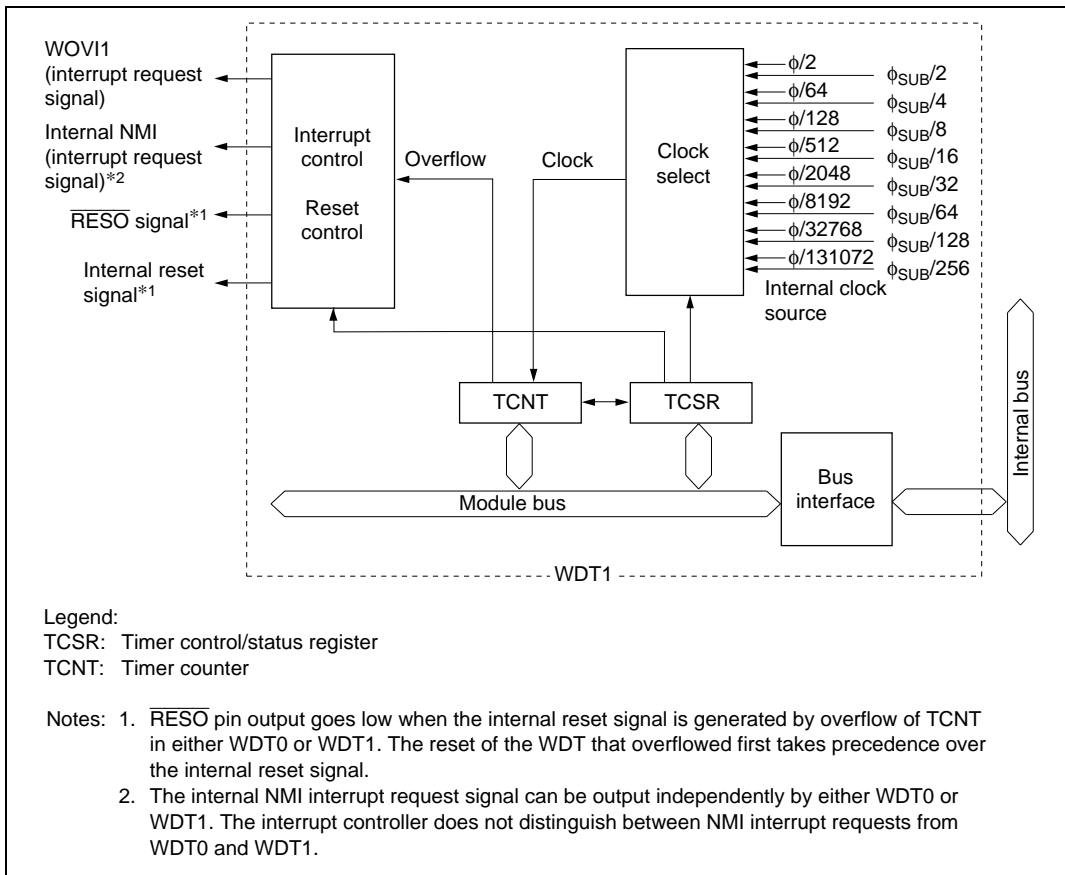 WOVI1
(interrupt request
signal)
Internal NMI
(interrupt request
signal)*2
RESO signal*1
Internal reset
signal*1
Interrupt
control
Reset
control
Overflow
Clock
Clock
select
ϕ/2
ϕSUB/2
ϕ/64
ϕSUB/4
ϕ/128
ϕSUB/8
ϕ/512
ϕSUB/16
ϕ/2048
ϕSUB/32
ϕ/8192
ϕSUB/64
ϕ/32768
ϕSUB/128
ϕ/131072
ϕSUB/256
Internal clock
source
TCNT
TCSR
Module bus
Bus
interface
Internal bus
WDT1
Legend:
TCSR: Timer control/status register
TCNT: Timer counter
Notes: 1. RESO pin output goes low when the internal reset signal is generated by overflow of TCNT
in either WDT0 or WDT1. The reset of the WDT that overflowed first takes precedence over
the internal reset signal.
2. The internal NMI interrupt request signal can be output independently by either WDT0 or
WDT1. The interrupt controller does not distinguish between NMI interrupt requests from
WDT0 and WDT1.